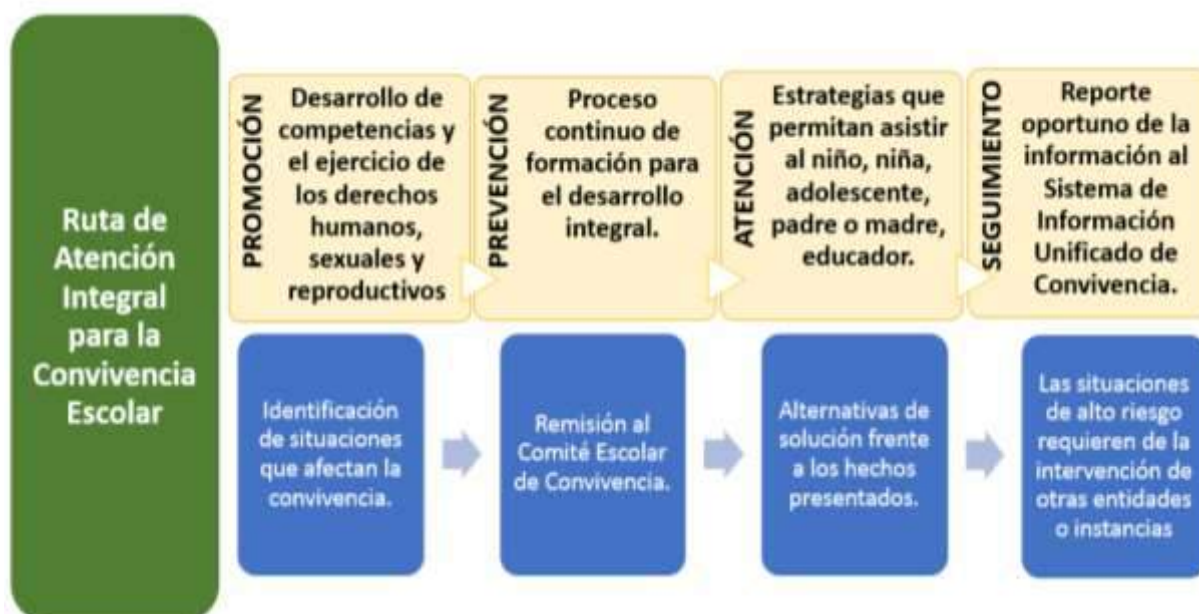 Ruta de
Atención
Integral
para la
Convivencia
Escolar
PROMOCIÓN
Desarrollo de
competencias y
el ejercicio de
los derechos
humanos,
sexuales y
reproductivos
PREVENCIÓN
Proceso
continuo de
formación para
el desarrollo
integral.
ATENCIÓN
Estrategias que
permitan asistir
al niño, niña,
adolescente,
padre o madre,
educador.
SEGUIMIENTO
Reporte
oportuno de la
información al
Sistema de
Información
Unificado de
Convivencia.
Identificación
de situaciones
que afectan la
convivencia.
Remisión al
Comité Escolar
de Convivencia.
Alternativas de
solución frente
a los hechos
presentados.
Las situaciones
de alto riesgo
requieren de la
intervención de
otras entidades
o instancias